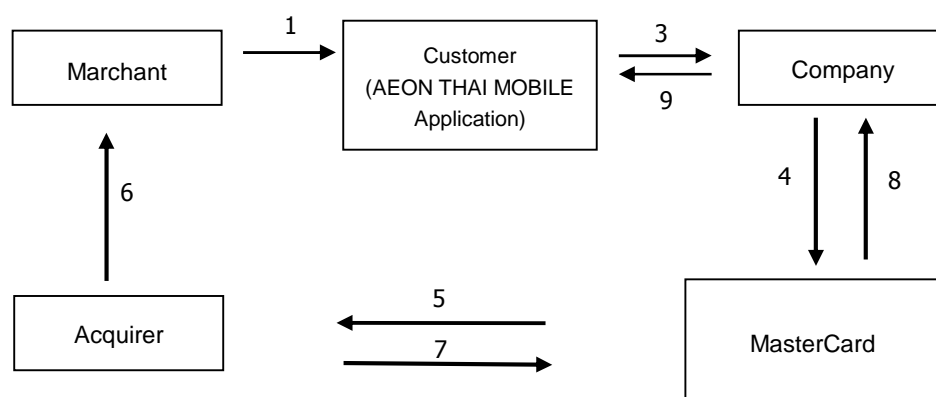 1
Marchant
Customer
(AEON THAI MOBILE
Application)
3
9
Company
6
4
8
Acquirer
5
7
MasterCard